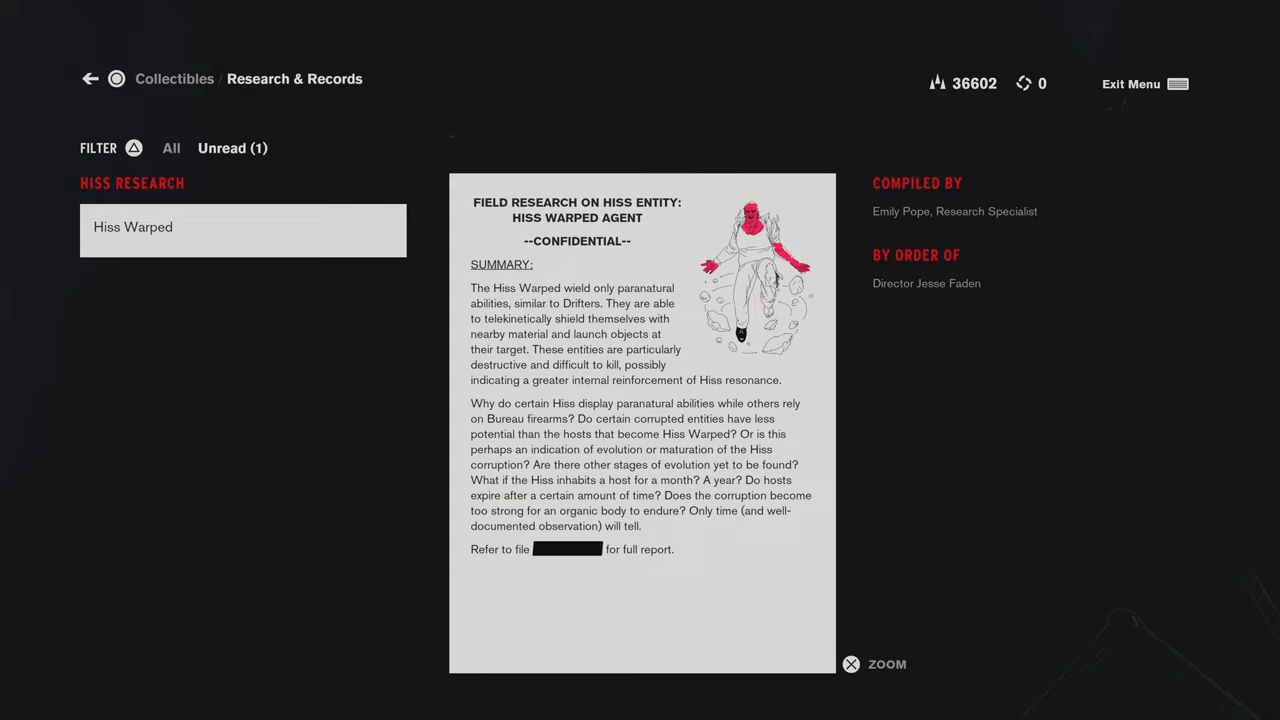 Collectibles / Research & Records
36602
0
Exit Menu
FILTER All Unread (1)
HISS RESEARCH
Hiss Warped
FIELD RESEARCH ON HISS ENTITY:
HISS WARPED AGENT
--CONFIDENTIAL--
SUMMARY:
The Hiss Warped wield only paranatural
abilities, similar to Drifters. They are able
to telekinetically shield themselves with
nearby material and launch objects at
their target. These entities are particularly
destructive and difficult to kill, possibly
indicating a greater internal reinforcement of Hiss resonance.
Why do certain Hiss display paranatural abilities while others rely
on Bureau firearms? Do certain corrupted entities have less
potential than the hosts that become Hiss Warped? Or is this
perhaps an indication of evolution or maturation of the Hiss
corruption? Are there other stages of evolution yet to be found?
What if the Hiss inhabits a host for a month? A year? Do hosts
expire after a certain amount of time? Does the corruption become
too strong for an organic body to endure? Only time (and well-
documented observation) will tell.
Refer to file for full report.
COMPILED BY
Emily Pope, Research Specialist
BY ORDER OF
Director Jesse Faden
ZOOM